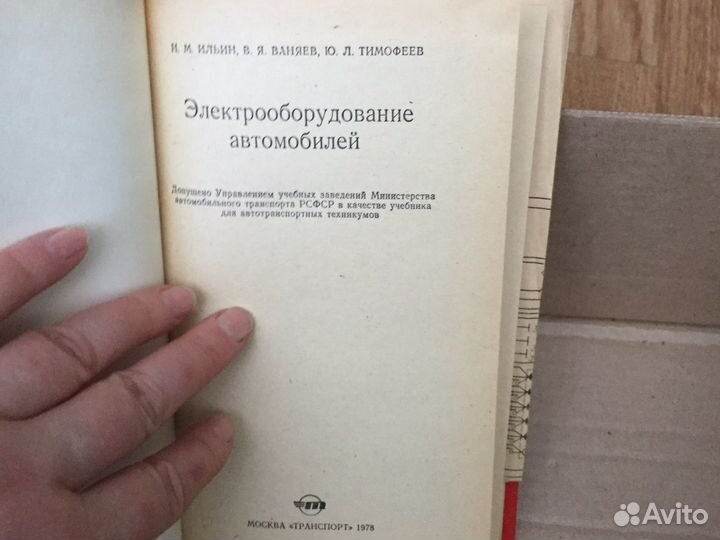 Н. М. ИЛЬИН, В. Я. ВАНЯЕВ, Ю. Л. ТИМОФЕЕВ
Электрооборудование
автомобилей
Допущено Управлением учебных заведений Министерства
автомобильного транспорта РСФСР в качестве учебника
для автотранспортных техникумов
МОСКВА «ТРАНСПОРТ» 1978
Avito